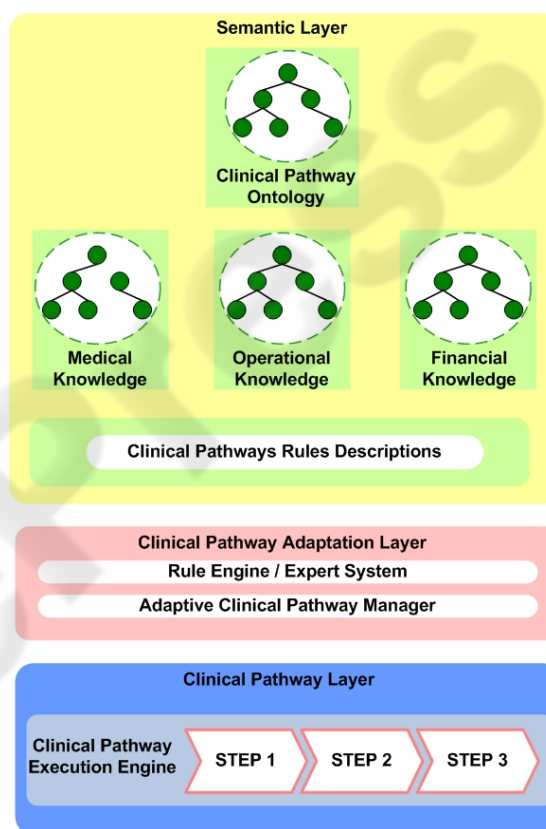 Semantic Layer
Clinical Pathway
Ontology
Medical
Knowledge
Operational
Knowledge
Financial
Knowledge
Clinical Pathways Rules Descriptions
Clinical Pathway Adaptation Layer
Rule Engine / Expert System
Adaptive Clinical Pathway Manager
Clinical Pathway Layer
Clinical Pathway
Execution Engine
STEP 1
STEP 2
STEP 3